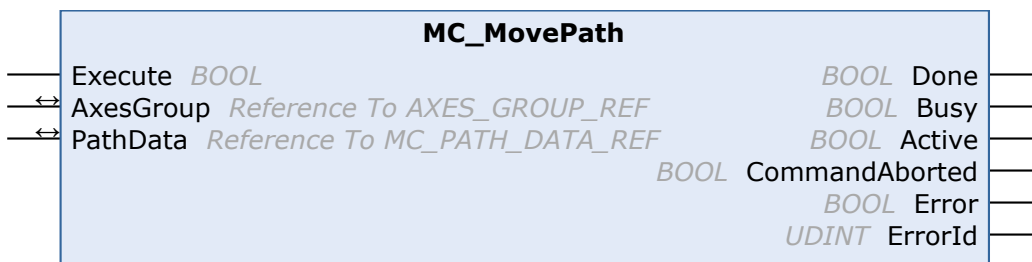 MC_MovePath
Execute BOOL BOOL Done
↔ AxesGroup Reference To AXES_GROUP_REF BOOL Busy
↔ PathData Reference To MC_PATH_DATA_REF BOOL Active
BOOL CommandAborted
BOOL Error
UDINT ErrorId